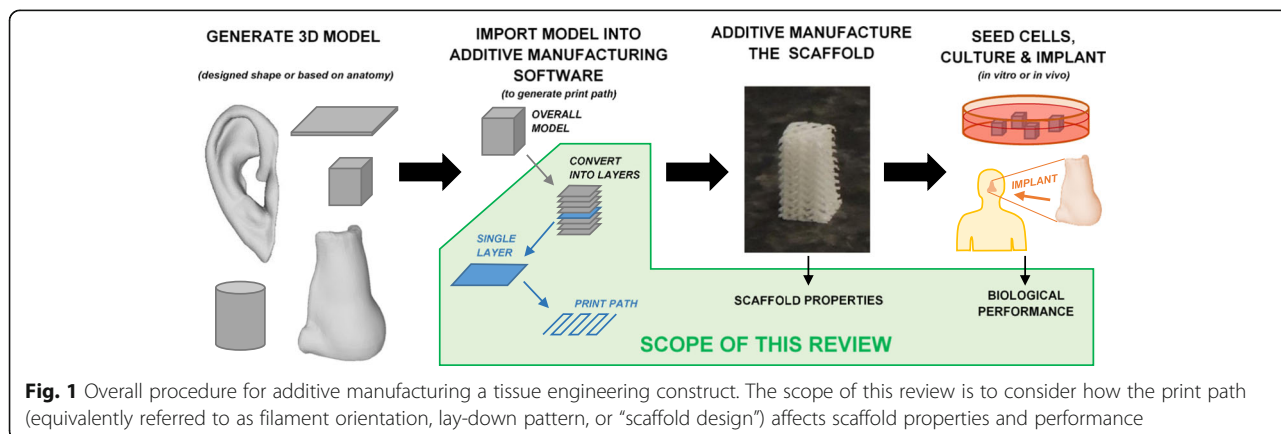 GENERATE 3D MODEL
(designed shape or based on anatomy)
IMPORT MODEL INTO
ADDITIVE MANUFACTURING
SOFTWARE
(to generate print path)
OVERALL
MODEL
CONVERT
INTO LAYERS
SINGLE
LAYER
PRINT PATH
ADDITIVE MANUFACTURE
THE SCAFFOLD
SCAFFOLD PROPERTIES
SEED CELLS,
CULTURE & IMPLANT
(in vitro or in vivo)
IMPLANT
BIOLOGICAL
PERFORMANCE
SCOPE OF THIS REVIEW
Fig. 1 Overall procedure for additive manufacturing a tissue engineering construct. The scope of this review is to consider how the print path
(equivalently referred to as filament orientation, lay-down pattern, or “scaffold design”) affects scaffold properties and performance